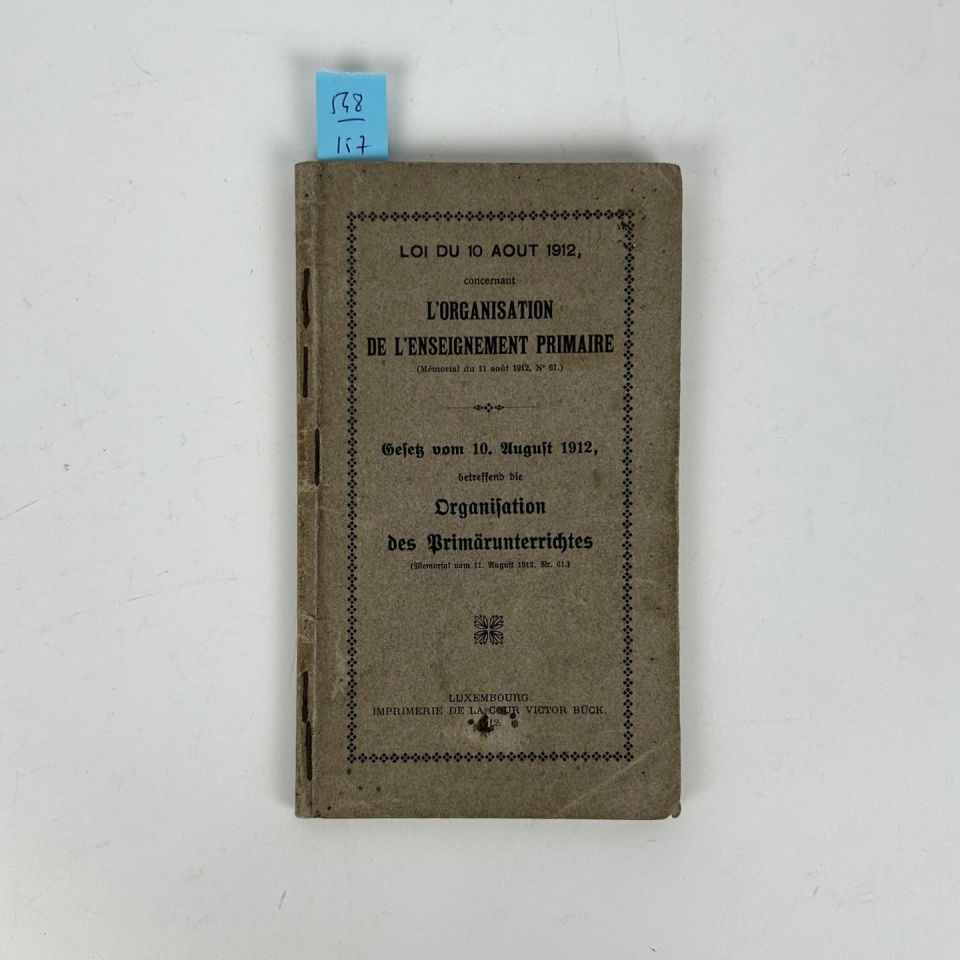 548
157
LOI DU 10 AOUT 1912,
concernant
L'ORGANISATION
DE L'ENSEIGNEMENT PRIMAIRE
(Mémorial du 11 août 1912, N° 61.)
Gesetz vom 10. August 1912,
betreffend die
Organisation
des Primärunterrichtes
(Memorial vom 11. August 1912, Nr. 61.)
LUXEMBOURG.
IMPRIMERIE DE LA COUR VICTOR BÜCK.